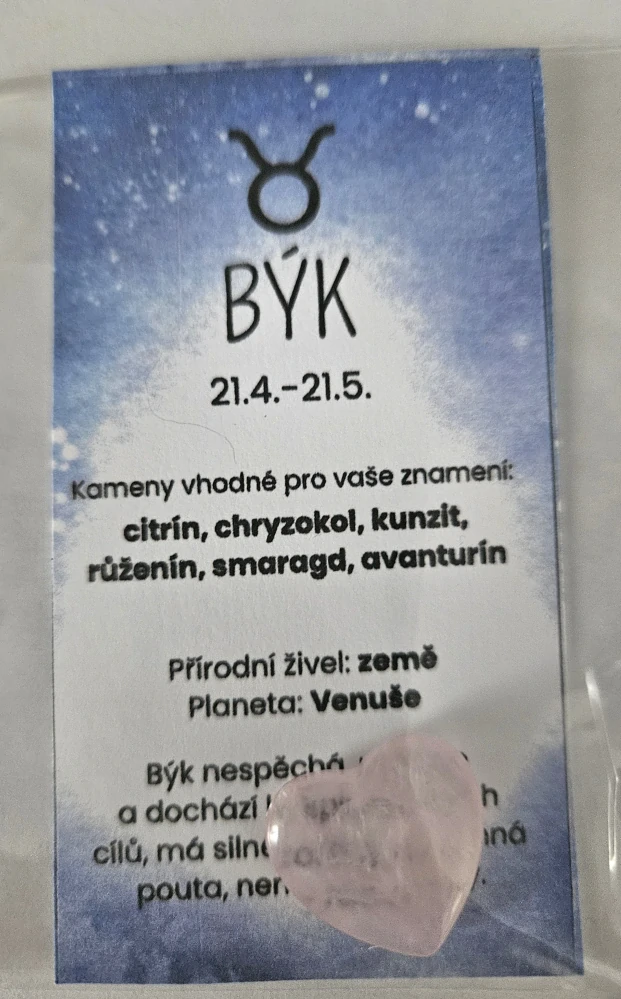 BÝK
21.4.-21.5.
Kameny vhodné pro vaše znamení:
citrín, chryzokol, kunzit,
růženín, smaragd, avanturín
Přírodní živel: země
Planeta: Venuše
Býk nespěchá
a dochází
cílů, má
pouta,